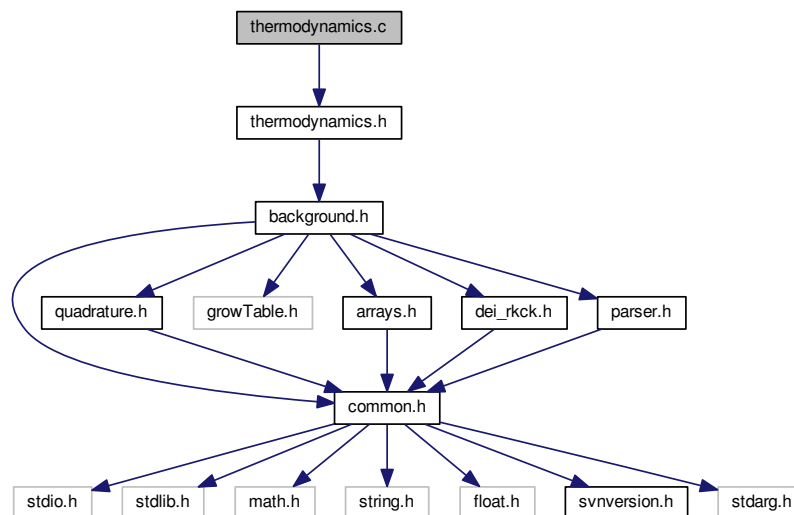 thermodynamics.c
thermodynamics.h
background.h
quadrature.h
growTable.h
arrays.h
dei_rkck.h
parser.h
common.h
stdio.h
stdlib.h
math.h
string.h
float.h
svnversion.h
stdarg.h